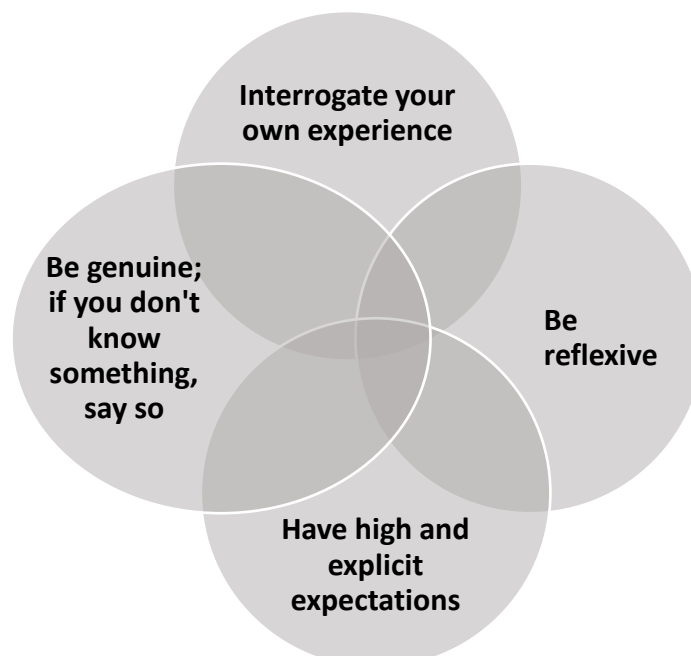 Interrogate your
own experience
Be genuine;
if you don't
know
something,
say so
Be
reflexive
Have high and
explicit
expectations